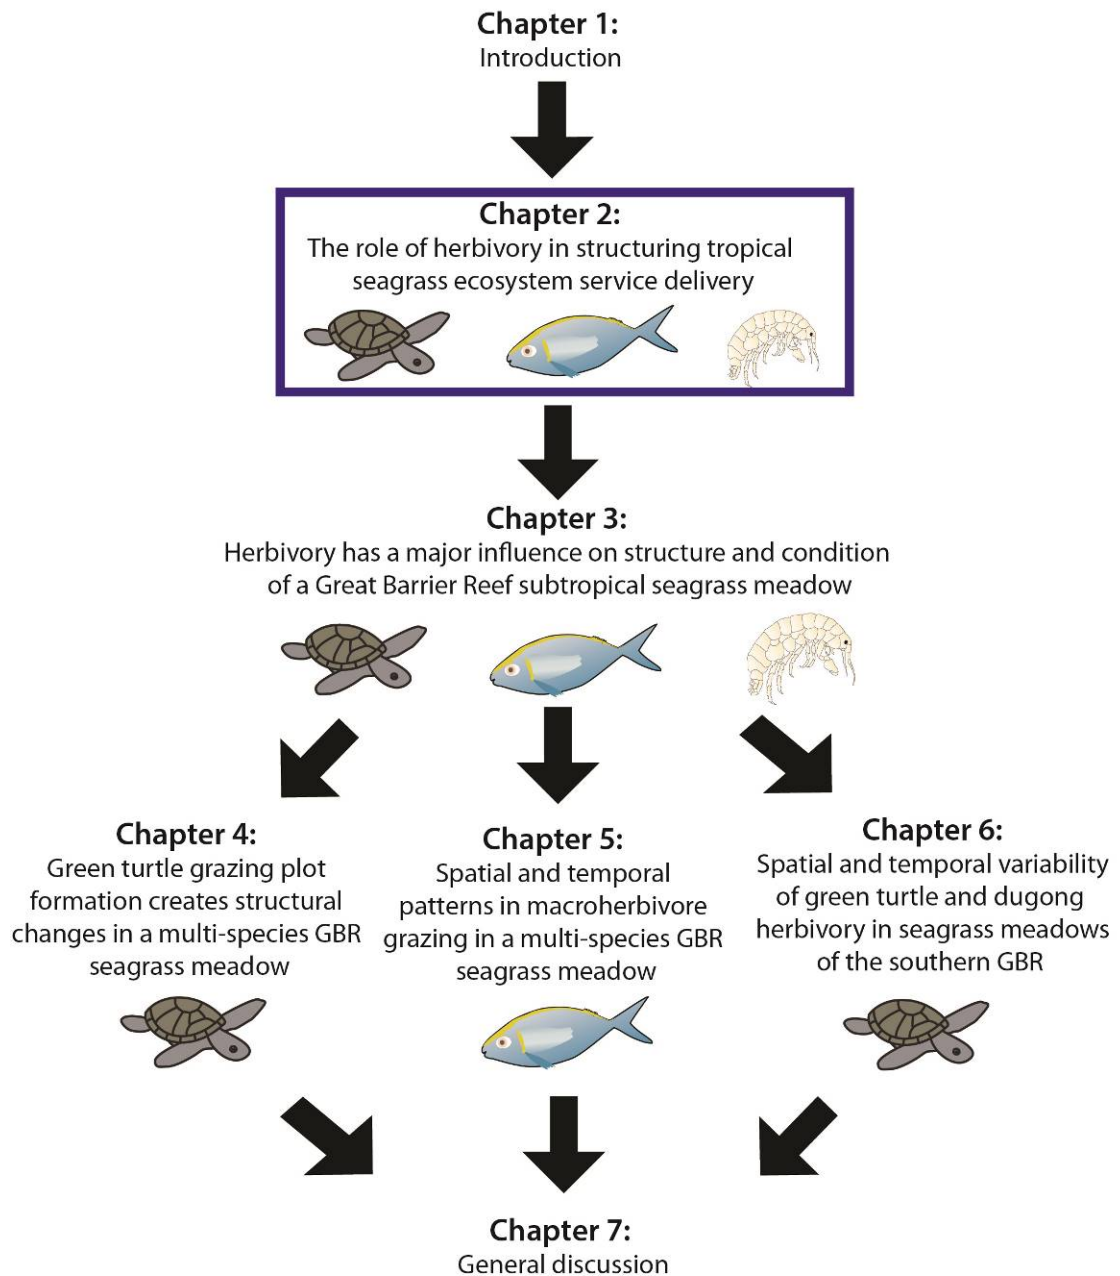 Chapter 1:
Introduction
Chapter 2:
The role of herbivory in structuring tropical
seagrass ecosystem service delivery
Chapter 3:
Herbivory has a major influence on structure and condition
of a Great Barrier Reef subtropical seagrass meadow
Chapter 4:
Green turtle grazing plot
formation creates structural
changes in a multi-species GBR
seagrass meadow
Chapter 5:
Spatial and temporal
patterns in macroherbivore
grazing in a multi-species GBR
seagrass meadow
Chapter 6:
Spatial and temporal variability
of green turtle and dugong
herbivory in seagrass meadows
of the southern GBR
Chapter 7:
General discussion